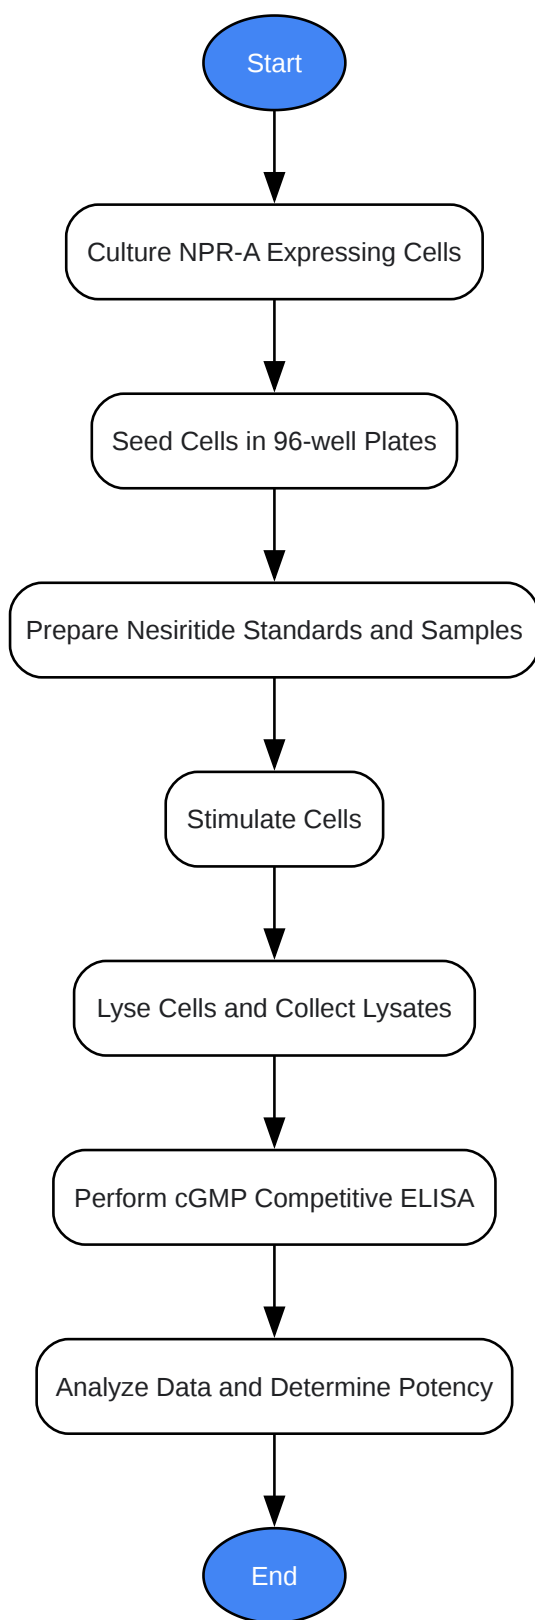 Start
Culture NPR-A Expressing Cells
Seed Cells in 96-well Plates
Prepare Nesiritide Standards and Samples
Stimulate Cells
Lyse Cells and Collect Lysates
Perform cGMP Competitive ELISA
Analyze Data and Determine Potency
End